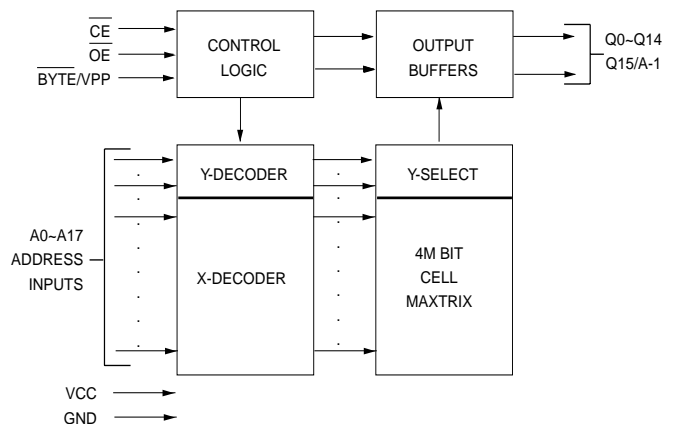 CE
OE
BYTE/VPP
CONTROL
LOGIC
OUTPUT
BUFFERS
Q0~Q14
Q15/A-1
A0~A17
ADDRESS
INPUTS
Y-DECODER
X-DECODER
Y-SELECT
4M BIT
CELL
MAXTRIX
VCC
GND